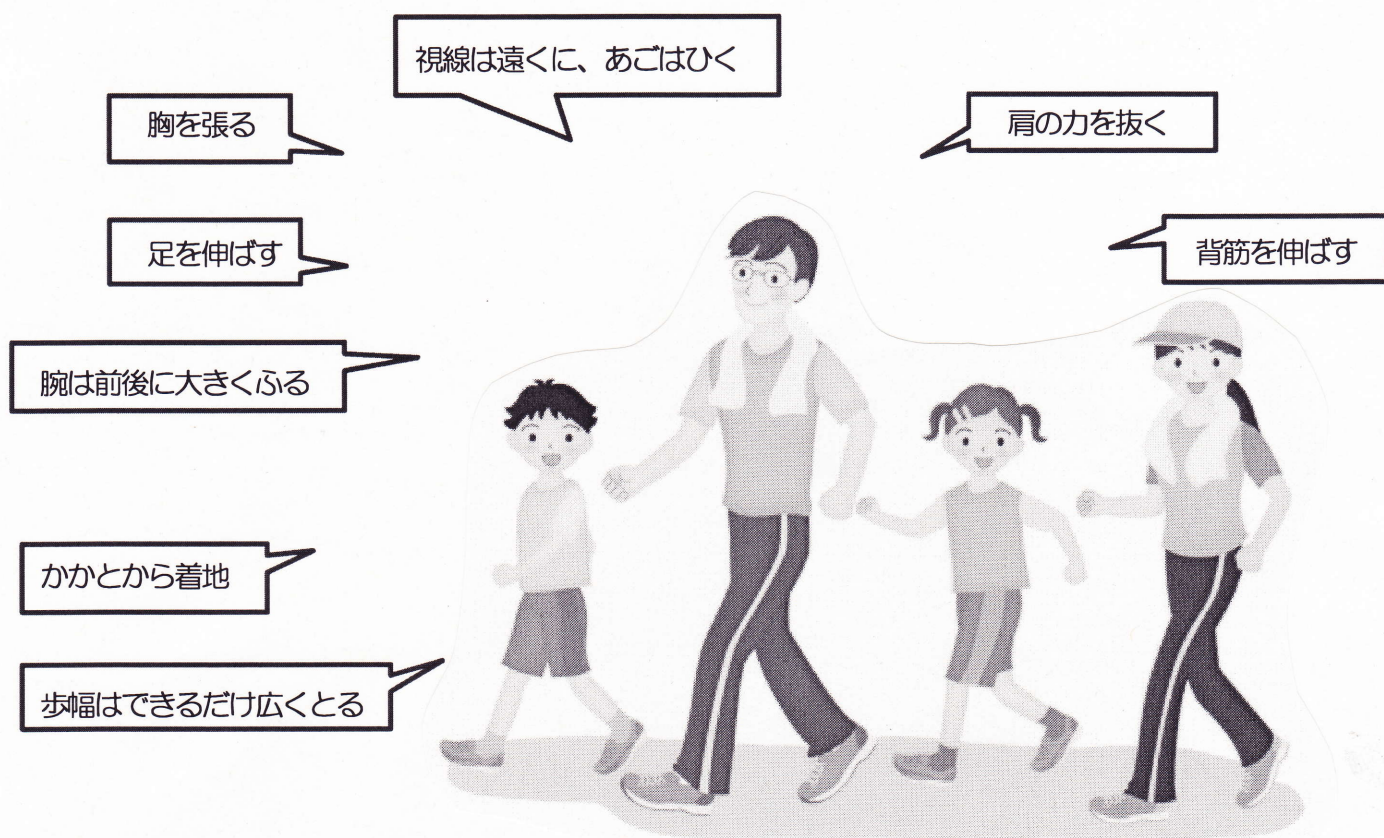 視線は遠くに、あごはひく
胸を張る
肩の力を抜く
足を伸ばす
背筋を伸ばす
腕は前後に大きくふる
かかとから着地
歩幅はできるだけ広くとる